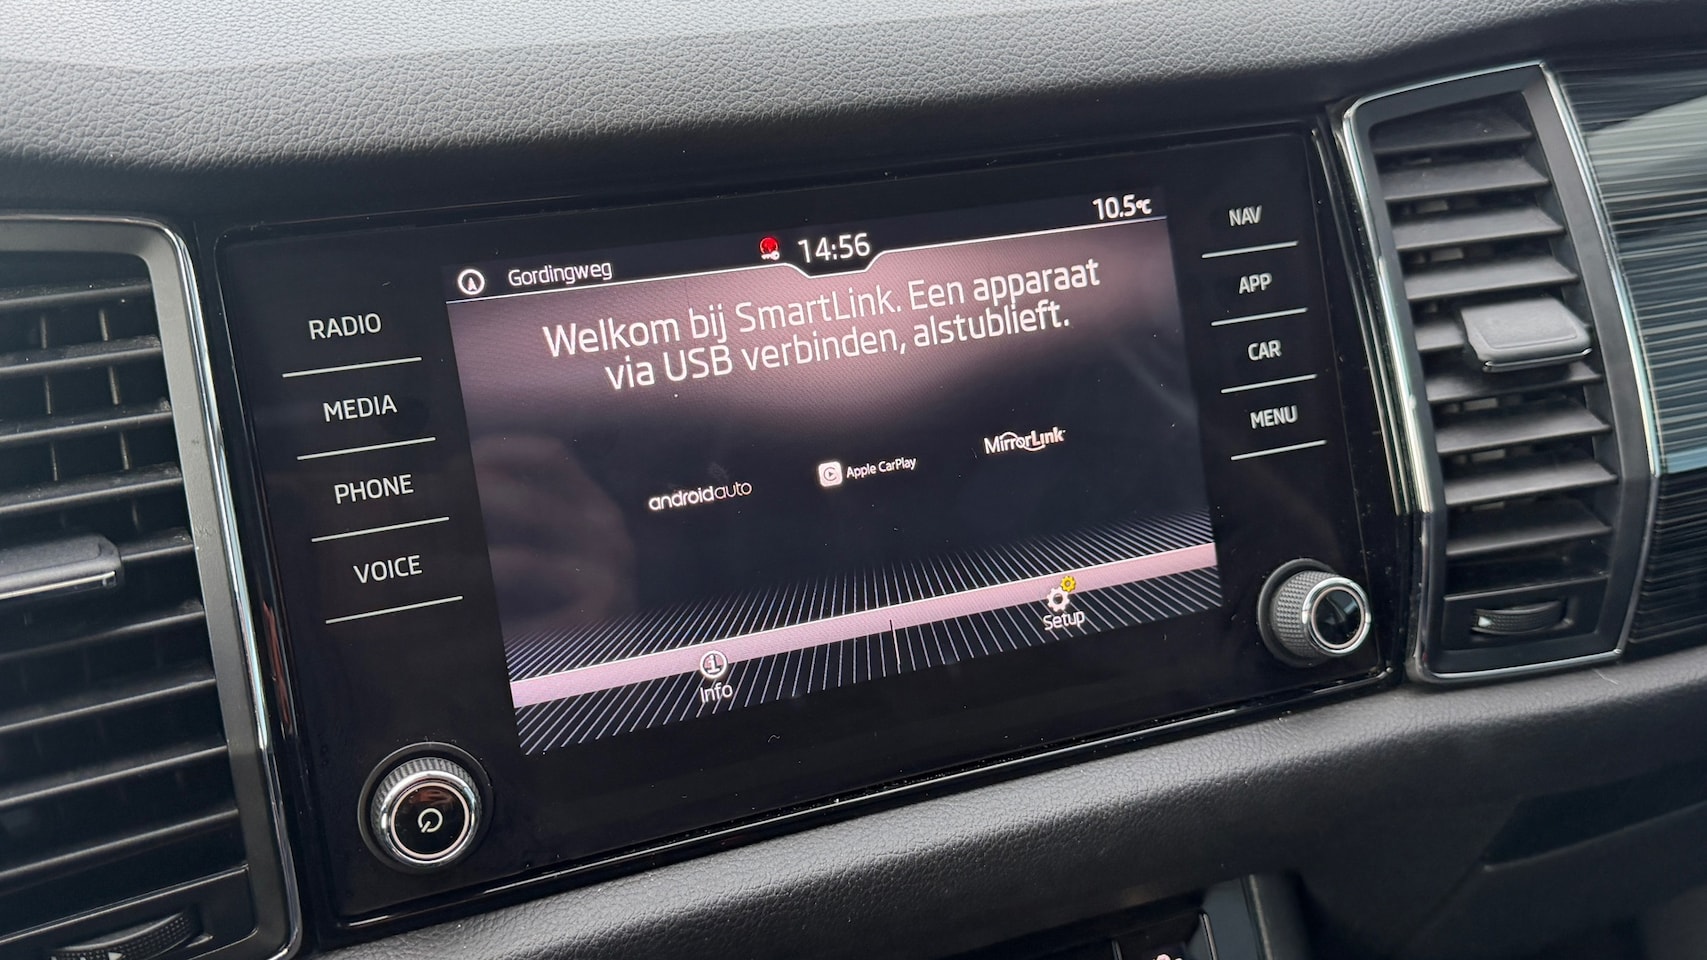 14:56
10.5°C
Gordingweg
Welkom bij SmartLink. Een apparaat
via USB verbinden, alstublieft.
androidauto
Apple CarPlay
MirrorLink
Info
Setup
RADIO
MEDIA
PHONE
VOICE
NAV
APP
CAR
MENU